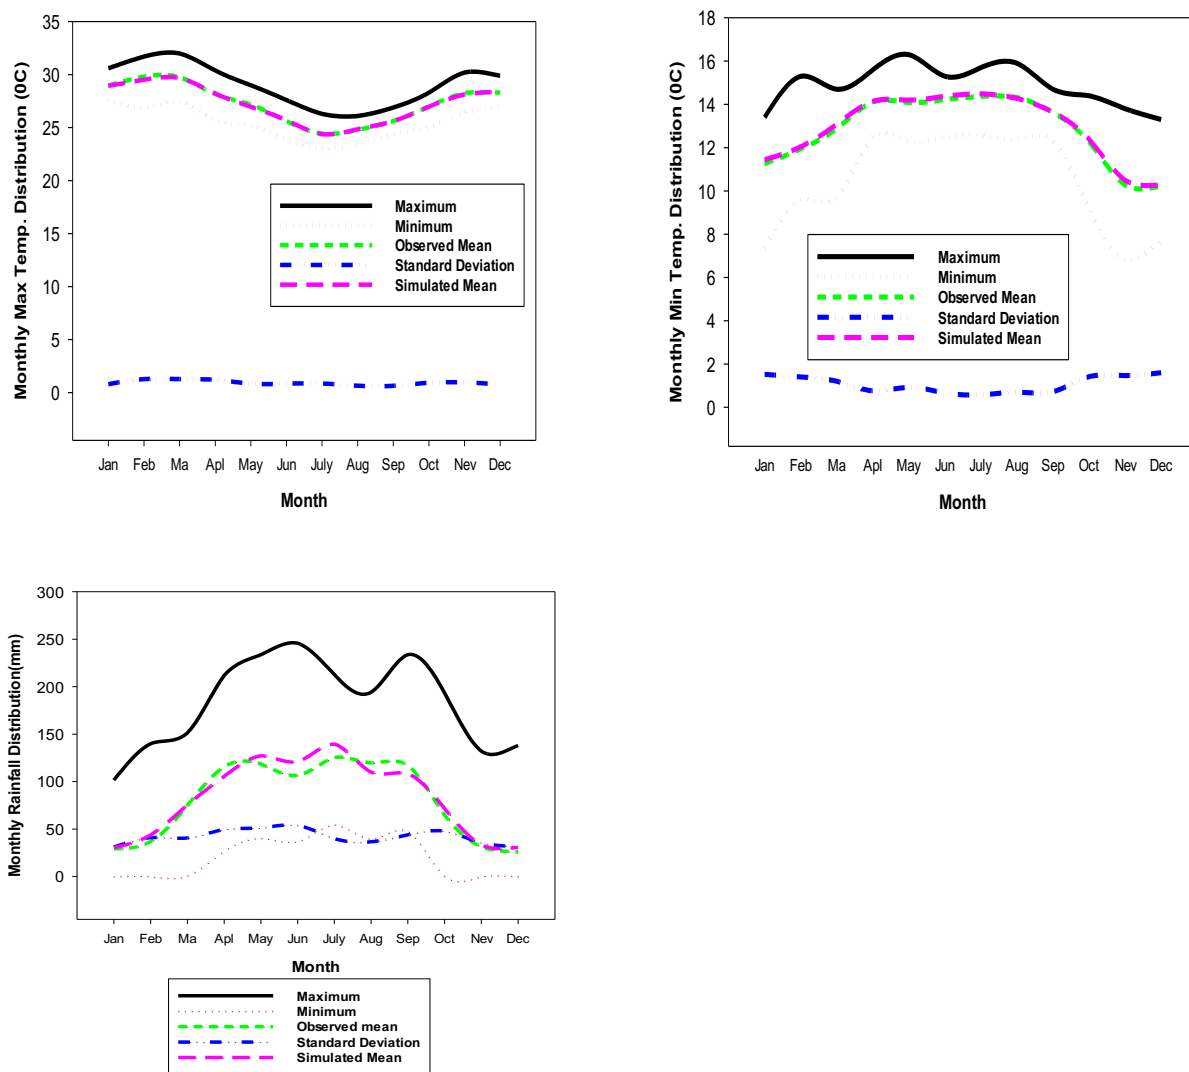 Monthly Max Temp. Distribution (0C)
35
30
25
20
15
10
5
0
Maximum
Minimum
Observed Mean
Standard Deviation
Simulated Mean
Jan Feb Ma Apl May Jun July Aug Sep Oct Nev Dec
Month
Monthly Min Temp. Distribution (0C)
18
16
14
12
10
8
6
4
2
0
Maximum
Minimum
Observed Mean
Standard Deviation
Simulated Mean
Jan Feb Ma Apl May Jun July Aug Sep Oct Nev Dec
Month
Monthly Rainfall Distribution(mm)
300
250
200
150
100
50
0
Jan Feb Ma Apl May Jun July Aug Sep Oct Nev Dec
Month
Maximum
Minimum
Observed mean
Standard Deviation
Simulated Mean